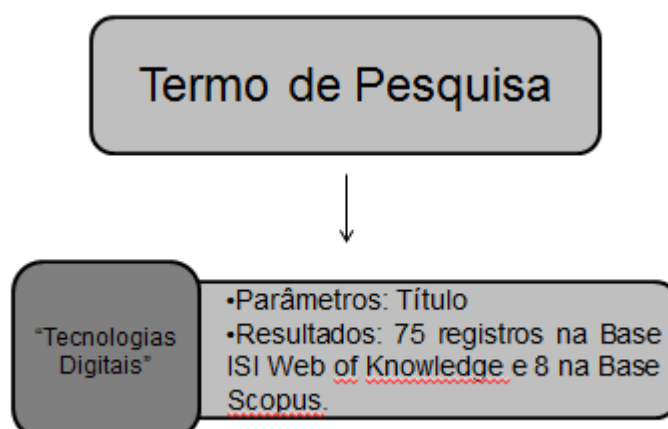 Termo de Pesquisa
“Tecnologias
Digitais”
•Parâmetros: Título
•Resultados: 75 registros na Base
ISI Web of Knowledge e 8 na Base
Scopus.